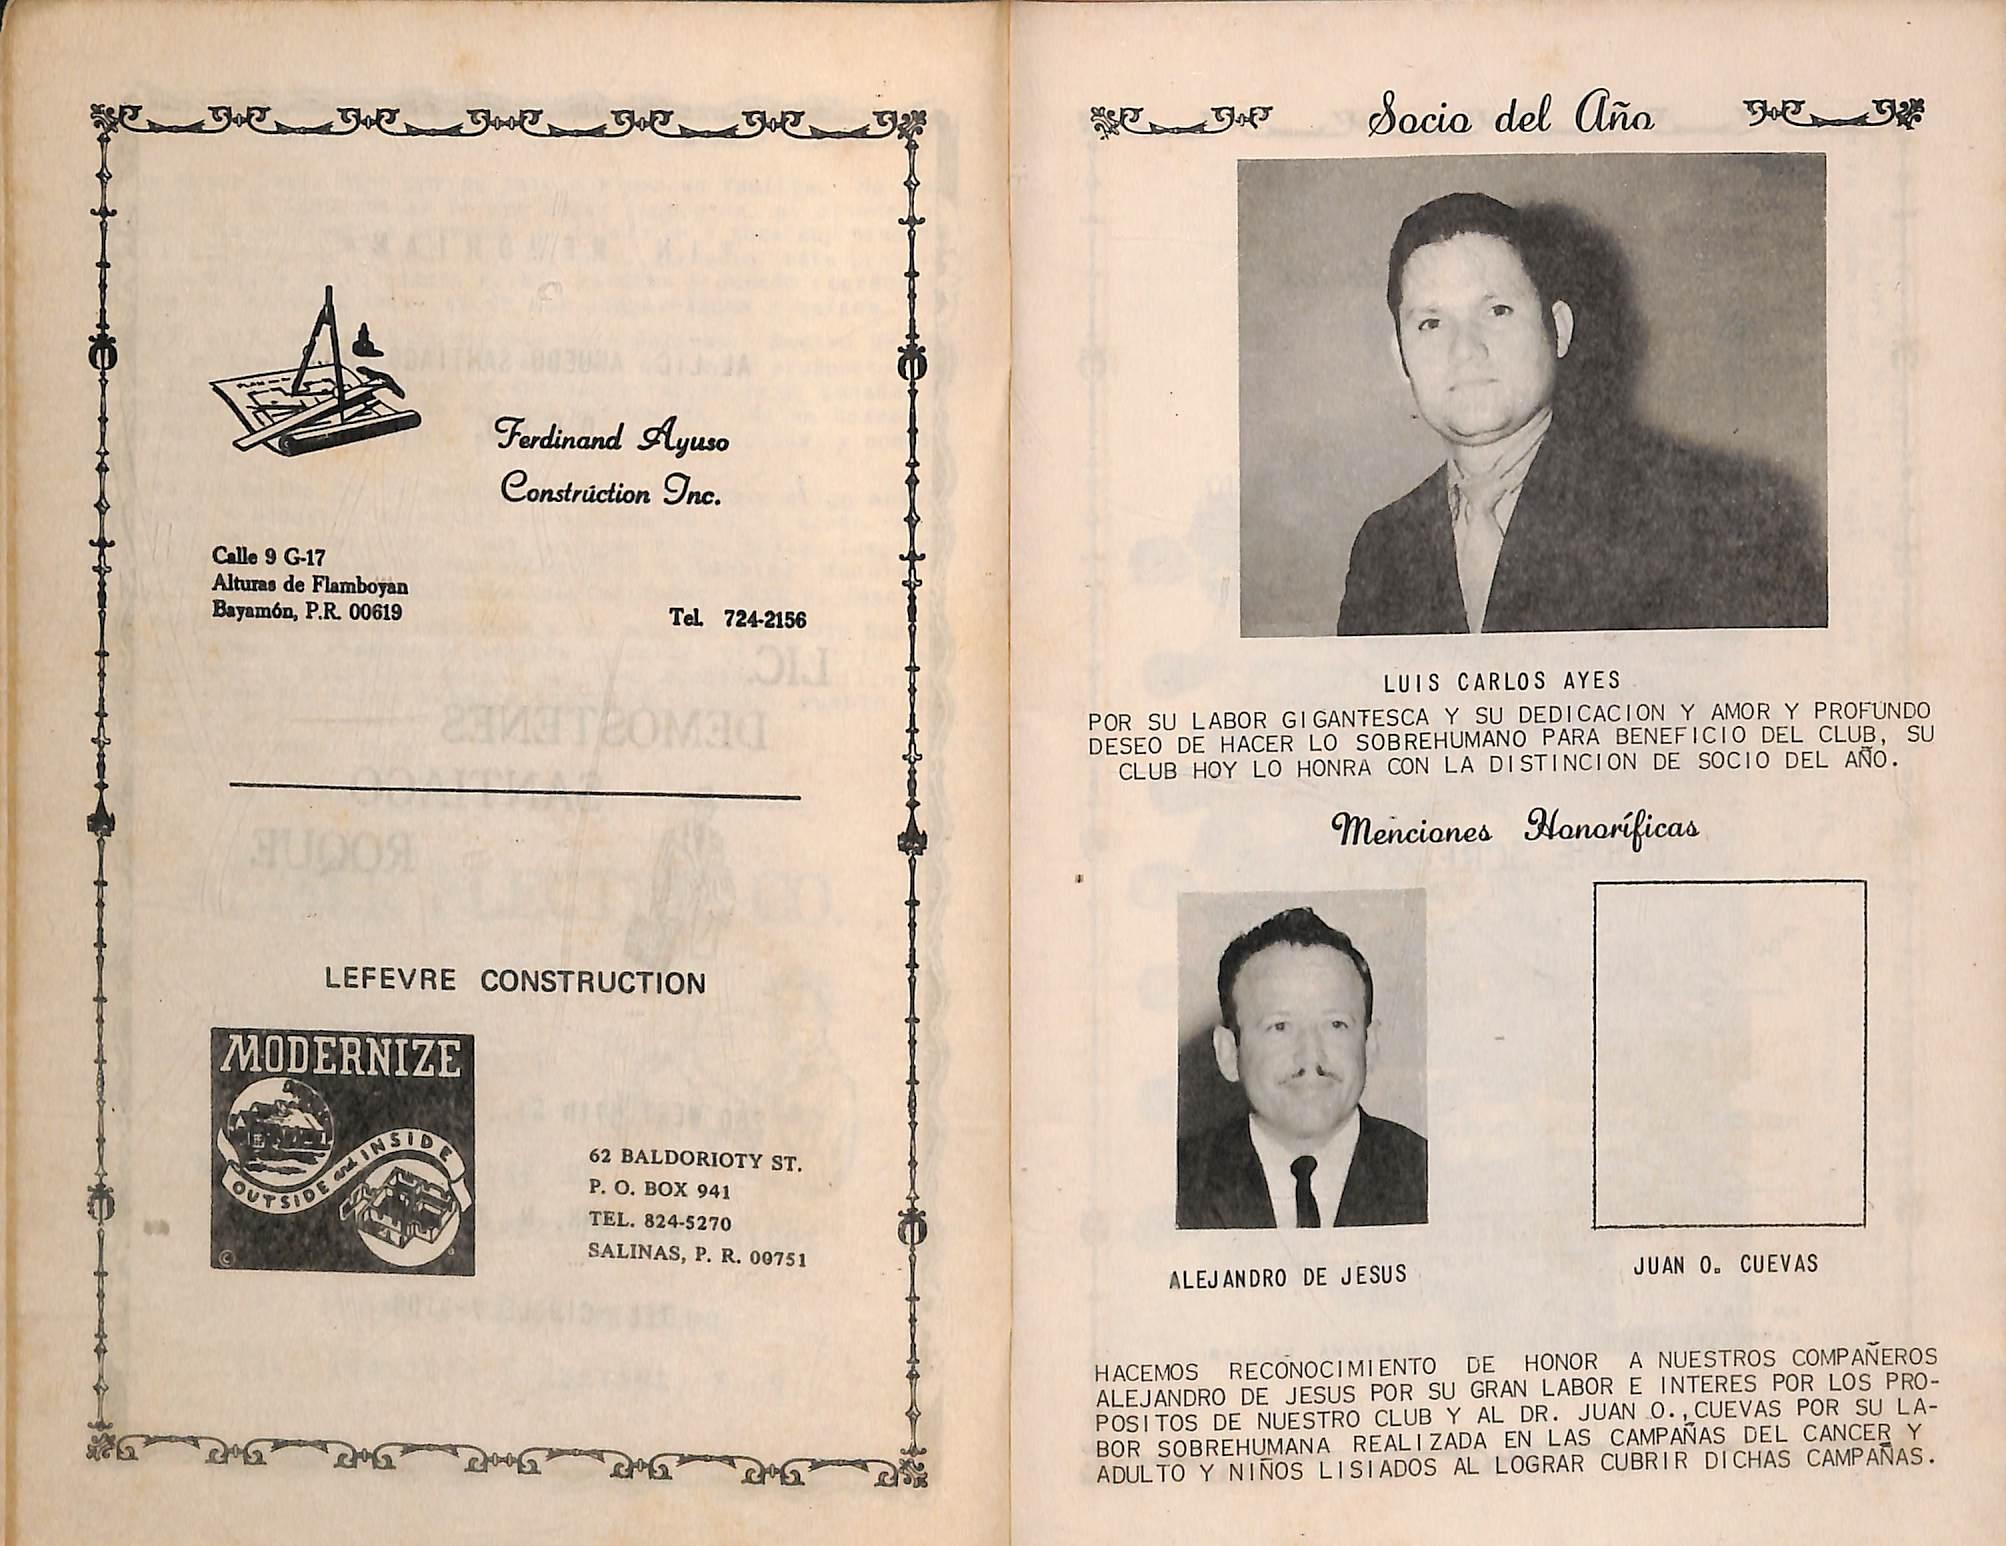 PLAN
Ferdinand Ayuso
Construction Inc.
Calle 9 G-17
Alturas de Flamboyan
Bayamón, P.R. 00619
Tel. 724-2156
LEFEVRE CONSTRUCTION
MODERNIZE
OUTSIDE and INSIDE
©
62 BALDORIOTY ST.
P. O. BOX 941
TEL. 824-5270
SALINAS, P. R. 00751
Socio del Año
LUIS CARLOS AYES
POR SU LABOR GIGANTESCA Y SU DEDICACION Y AMOR Y PROFUNDO
DESEO DE HACER LO SOBREHUMANO PARA BENEFICIO DEL CLUB, SU
CLUB HOY LO HONRA CON LA DISTINCION DE SOCIO DEL AÑO.
Menciones Honoríficas
ALEJANDRO DE JESUS
JUAN O. CUEVAS
HACEMOS RECONOCIMIENTO DE HONOR A NUESTROS COMPAÑEROS
ALEJANDRO DE JESUS POR SU GRAN LABOR E INTERES POR LOS PRO-
POSITOS DE NUESTRO CLUB Y AL DR. JUAN O., CUEVAS POR SU LA-
BOR SOBREHUMANA REALIZADA EN LAS CAMPAÑAS DEL CANCER Y
ADULTO Y NIÑOS LISIADOS AL LOGRAR CUBRIR DICHAS CAMPAÑAS.